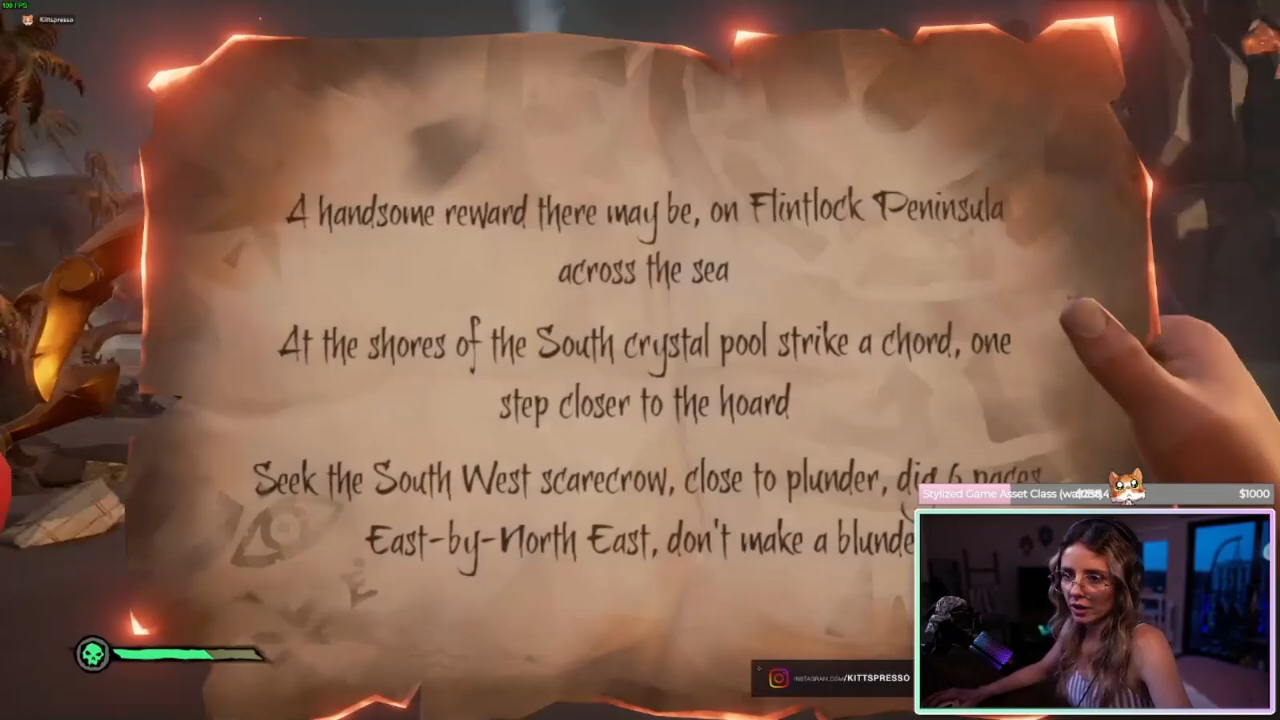 100 FPS
Kittspresso
A handsome reward there may be, on Flintlock Peninsula
across the sea
At the shores of the South crystal pool strike a chord, one
step closer to the hoard
Seek the South West scarecrow, close to plunder, dig 6 paces
East-by-North East, don't make a blunde
Stylized Game Asset Class
$1000
INSTAGRAM.COM/KITTSPRESSO